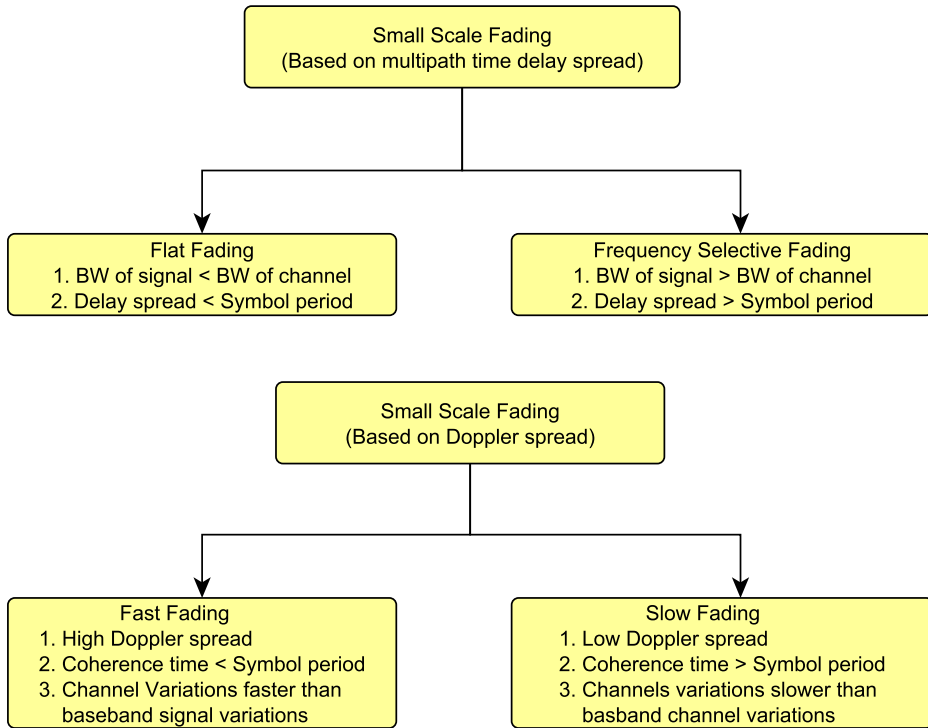 Small Scale Fading
(Based on multipath time delay spread)
Flat Fading
1. BW of signal < BW of channel
2. Delay spread < Symbol period
Frequency Selective Fading
1. BW of signal > BW of channel
2. Delay spread > Symbol period
Small Scale Fading
(Based on Doppler spread)
Fast Fading
1. High Doppler spread
2. Coherence time < Symbol period
3. Channel Variations faster than
baseband signal variations
Slow Fading
1. Low Doppler spread
2. Coherence time > Symbol period
3. Channels variations slower than
basband channel variations